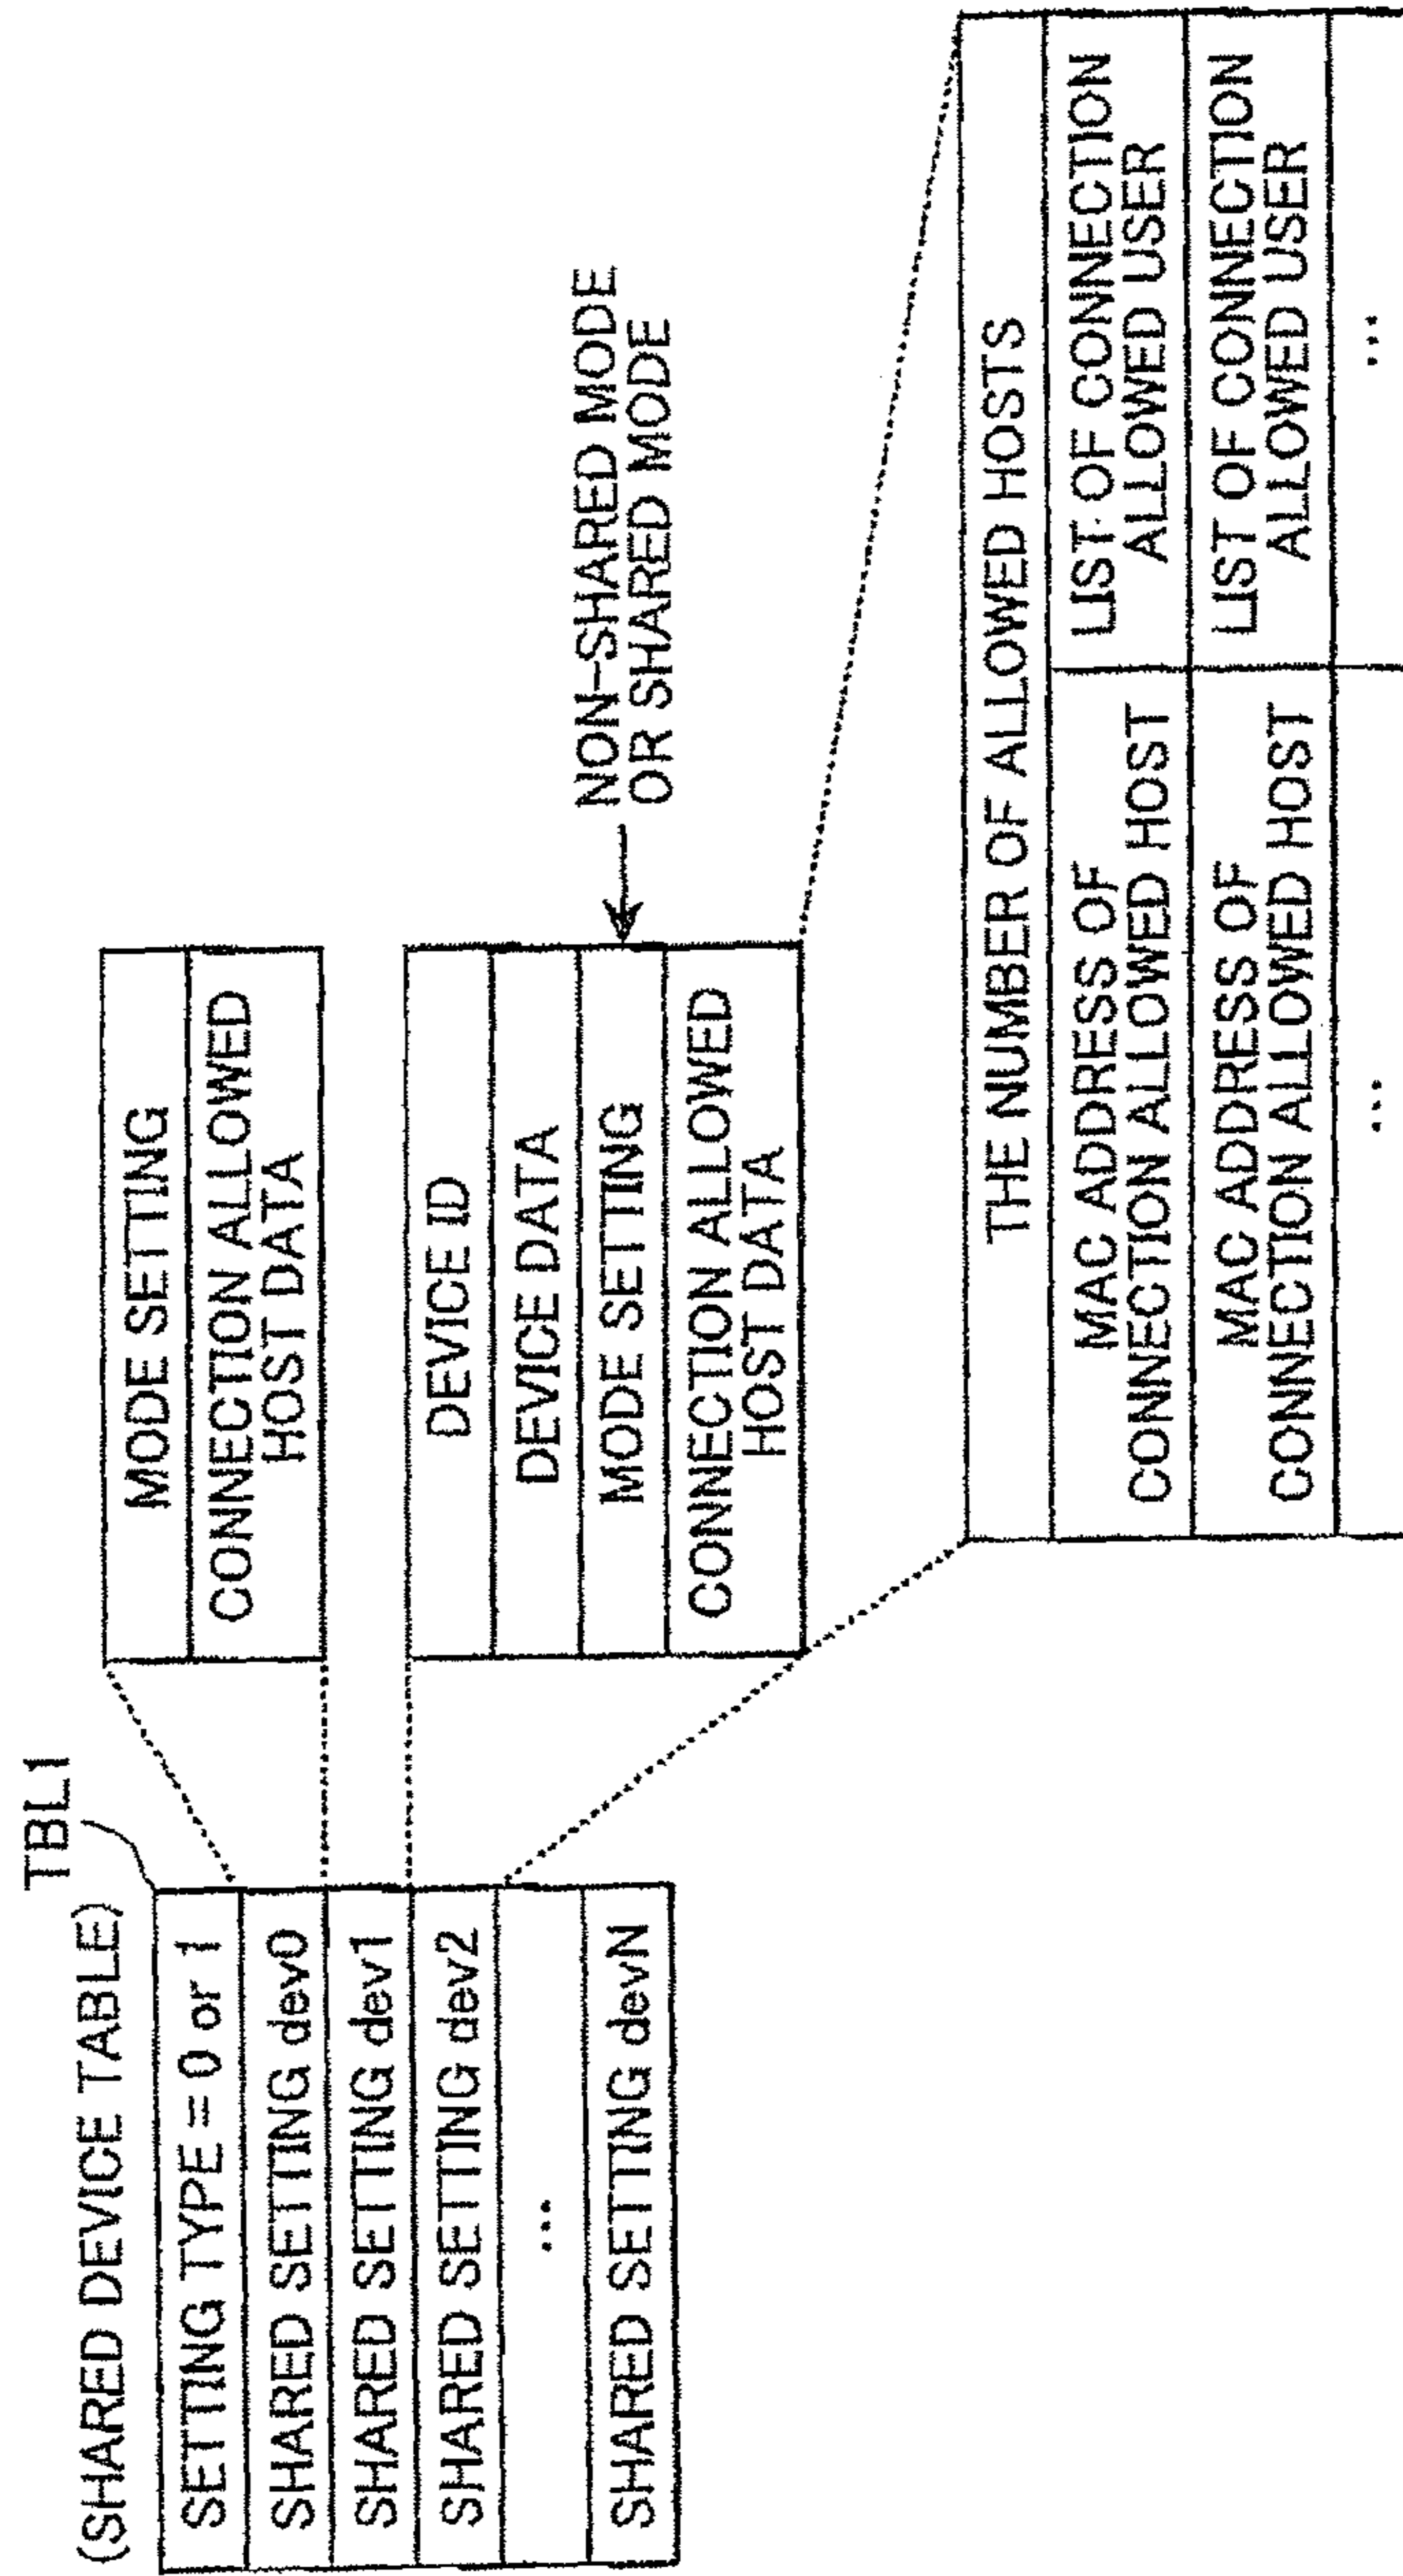 TBL1
(SHARED DEVICE TABLE)
SETTING TYPE = 0 or 1
SHARED SETTING dev0
SHARED SETTING dev1
SHARED SETTING dev2
...
SHARED SETTING devN
MODE SETTING
CONNECTION ALLOWED
HOST DATA
DEVICE ID
DEVICE DATA
MODE SETTING
CONNECTION ALLOWED
HOST DATA
NON-SHARED MODE
OR SHARED MODE
THE NUMBER OF ALLOWED HOSTS
MAC ADDRESS OF
CONNECTION ALLOWED HOST
LIST OF CONNECTION
ALLOWED USER
MAC ADDRESS OF
CONNECTION ALLOWED HOST
LIST OF CONNECTION
ALLOWED USER
...
...